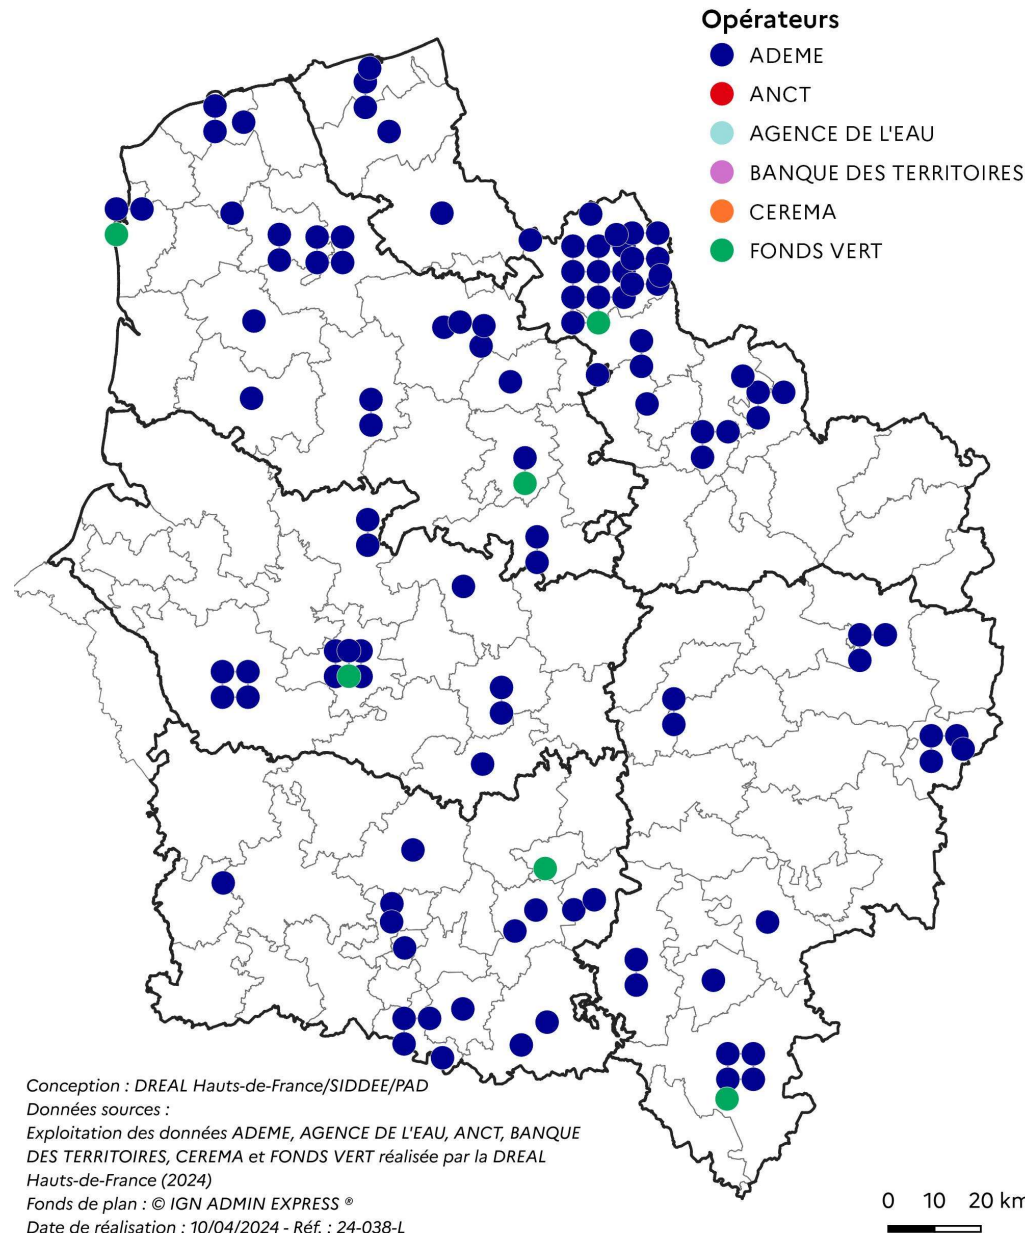 Opérateurs
ADEME
ANCT
AGENCE DE L'EAU
BANQUE DES TERRITOIRES
CEREMA
FONDS VERT
Conception : DREAL Hauts-de-France/SIDDEE/PAD
Données sources :
Exploitation des données ADEME, AGENCE DE L'EAU, ANCT, BANQUE
DES TERRITOIRES, CEREMA et FONDS VERT réalisée par la DREAL
Hauts-de-France (2024)
Fonds de plan : © IGN ADMIN EXPRESS ®
Date de réalisation : 10/04/2024 - Réf. : 24-038-L
0 10 20 km